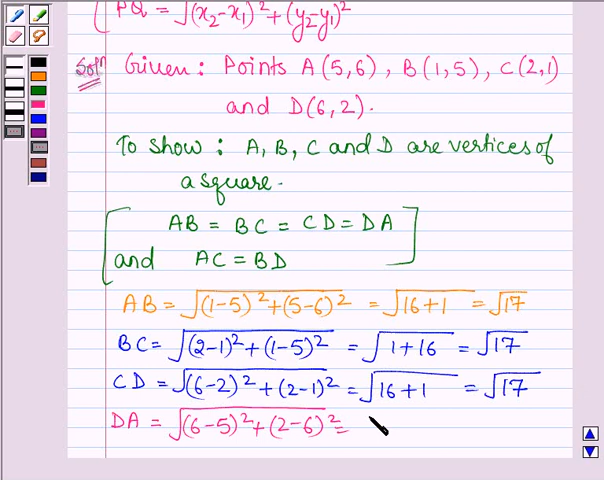 PQ = √(x₂-x₁)²+(y₂-y₁)²
Solⁿ Given: Points A(5,6), B(1,5), C(2,1)
and D(6,2).
To show: A, B, C and D are vertices of
a square.
AB = BC = CD = DA
and AC = BD
AB = √(1-5)²+(5-6)² = √16+1 = √17
BC = √(2-1)²+(1-5)² = √1+16 = √17
CD = √(6-2)²+(2-1)² = √16+1 = √17
DA = √(6-5)²+(2-6)² =